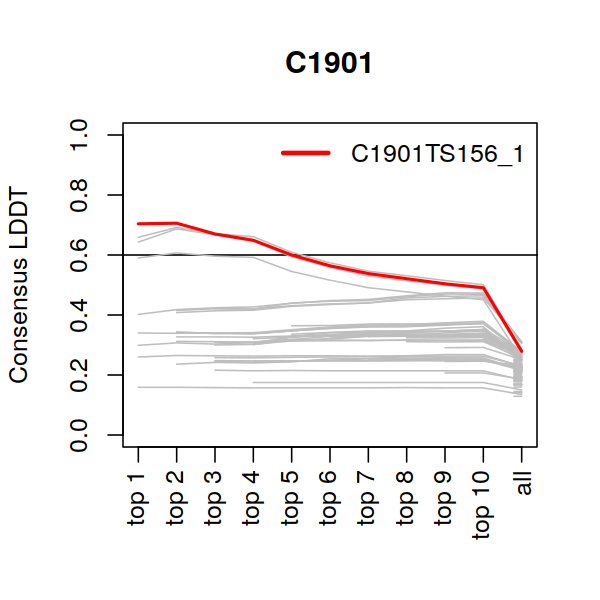 C1901
C1901TS156_1
Consensus LDDT
1.0
0.8
0.6
0.4
0.2
0.0
top 1
top 2
top 3
top 4
top 5
top 6
top 7
top 8
top 9
top 10
all